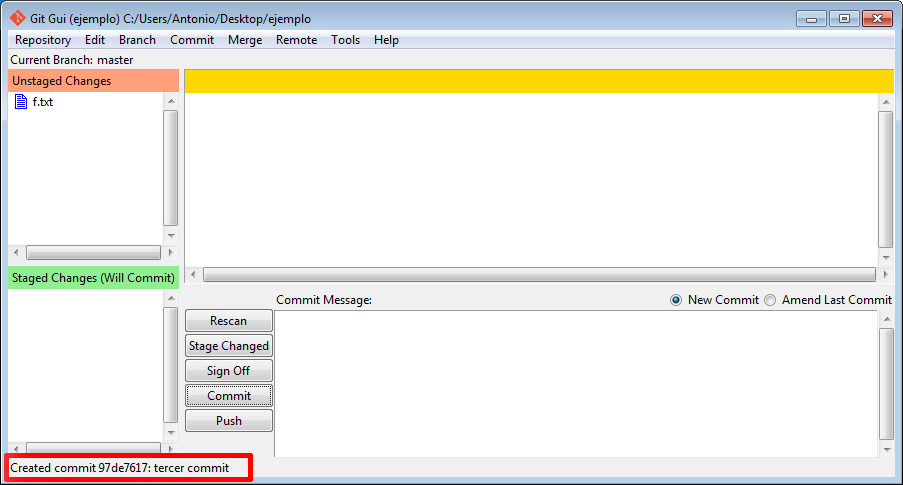 Git Gui (ejemplo) C:/Users/Antonio/Desktop/ejemplo
Repository Edit Branch Commit Merge Remote Tools Help
Current Branch: master
Unstaged Changes
f.txt
Staged Changes (Will Commit)
Commit Message:
New Commit
Amend Last Commit
Rescan
Stage Changed
Sign Off
Commit
Push
Created commit 97de7617: tercer commit